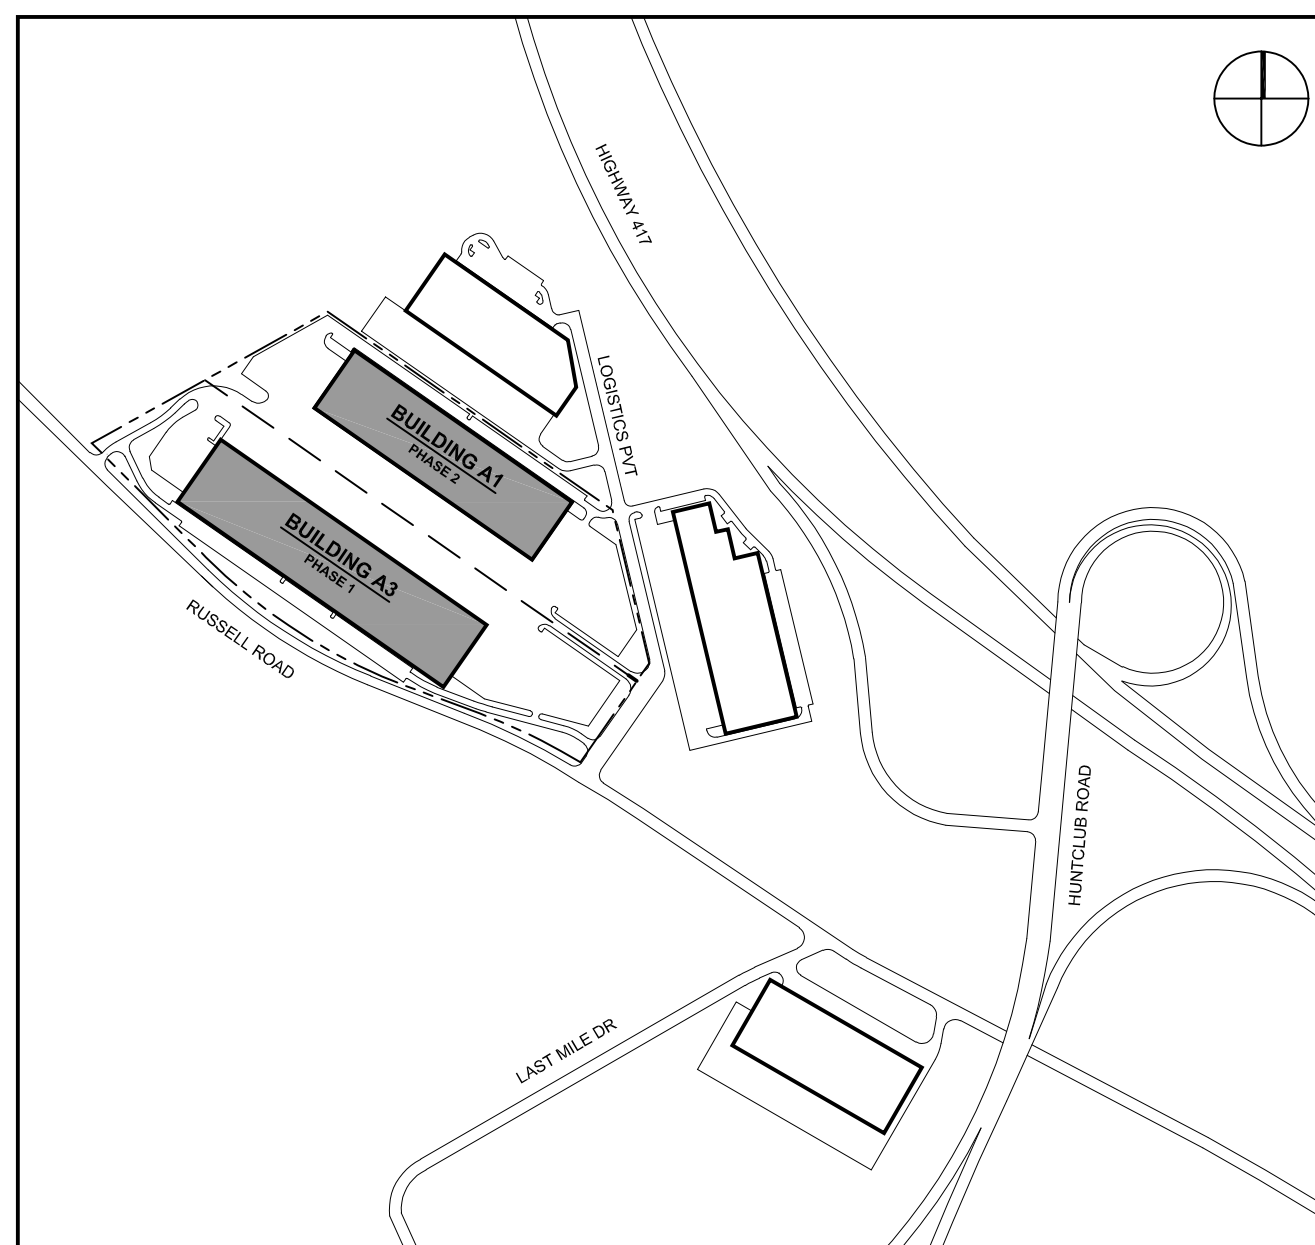 HIGHWAY 417
LOGISTICS PVT
BUILDING A1
PHASE 2
BUILDING A3
PHASE 1
RUSSELL ROAD
HUNTCLUB ROAD
LAST MILE DR